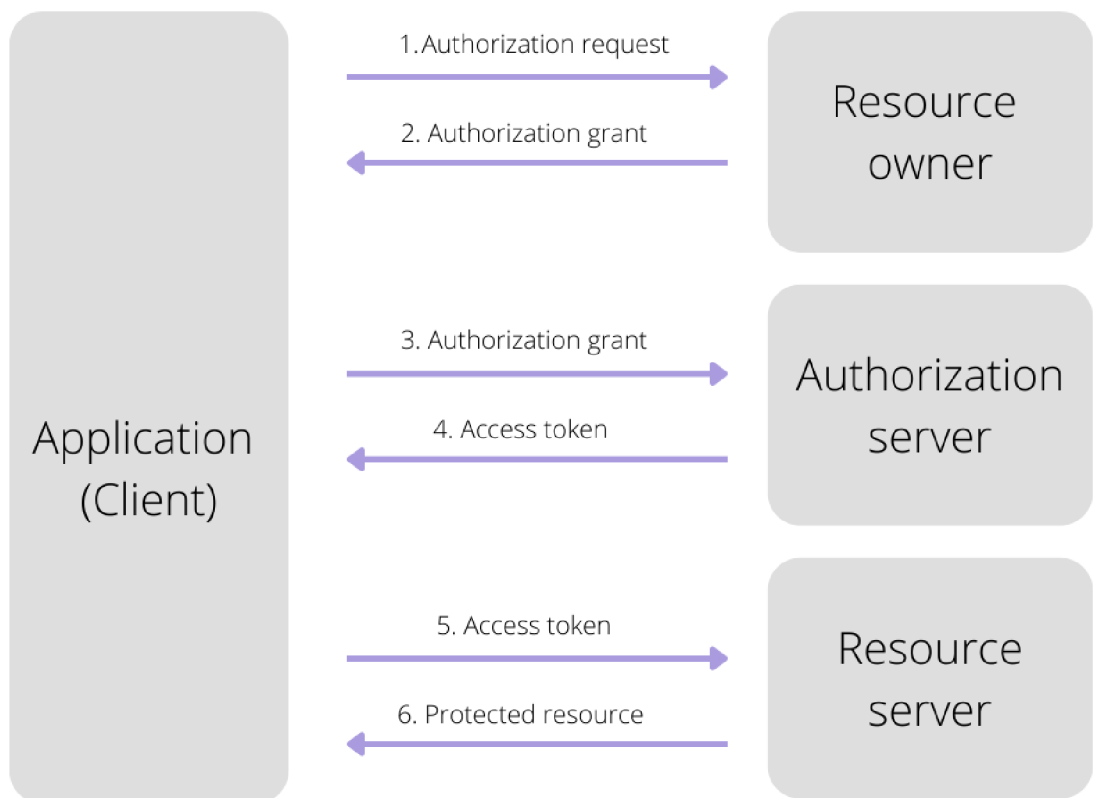 1.Authorization request
2. Authorization grant
Resource
owner
3. Authorization grant
4. Access token
Authorization
server
Application
(Client)
5. Access token
6. Protected resource
Resource
server